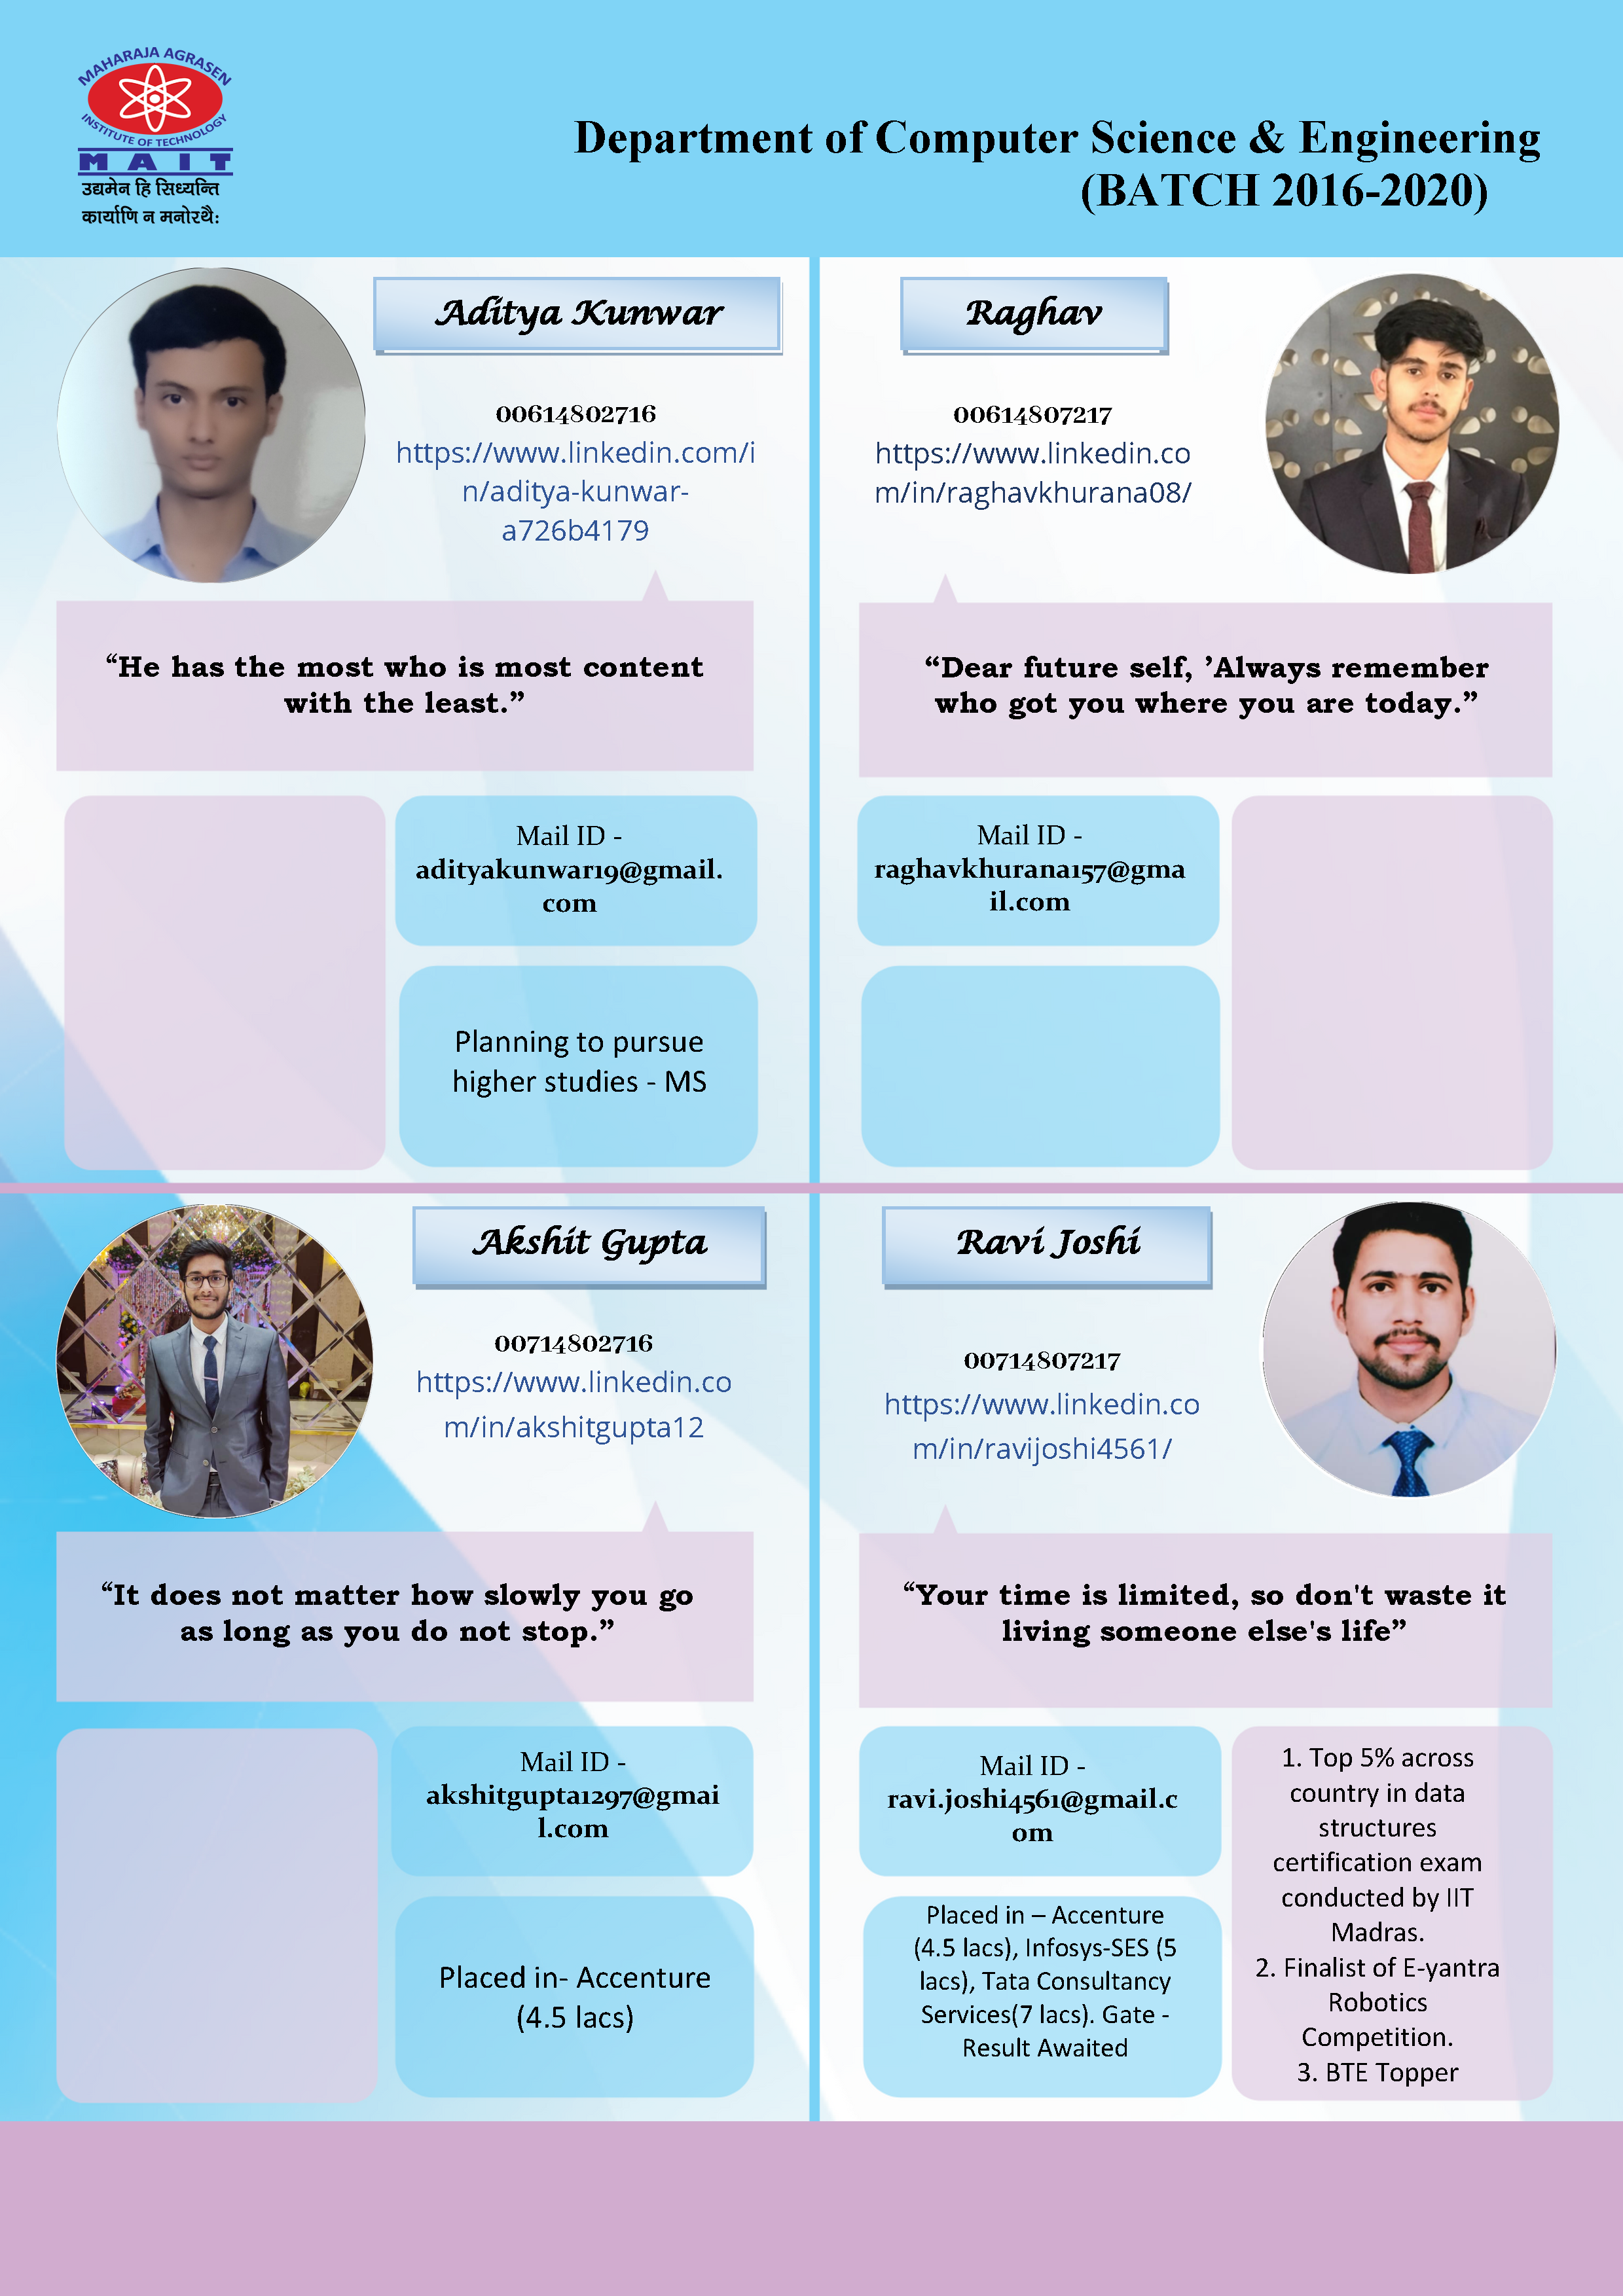 MAHARAJA AGRASEN
INSTITUTE OF TECHNOLOGY
MAIT
उद्यमेन हि सिध्यन्ति
कार्याणि न मनोरथैः
Department of Computer Science & Engineering
(BATCH 2016-2020)
Aditya Kunwar
00614802716
https://www.linkedin.com/i
n/aditya-kunwar-
a726b4179
“He has the most who is most content
with the least.”
Mail ID -
adityakunwar19@gmail.
com
Planning to pursue
higher studies - MS
Raghav
00614807217
https://www.linkedin.co
m/in/raghavkhurana08/
“Dear future self, ’Always remember
who got you where you are today.”
Mail ID -
raghavkhurana157@gma
il.com
Akshit Gupta
00714802716
https://www.linkedin.co
m/in/akshitgupta12
“It does not matter how slowly you go
as long as you do not stop.”
Mail ID -
akshitgupta1297@gmai
l.com
Placed in- Accenture
(4.5 lacs)
Ravi Joshi
00714807217
https://www.linkedin.co
m/in/ravijoshi4561/
“Your time is limited, so don't waste it
living someone else's life”
Mail ID -
ravi.joshi4561@gmail.c
om
Placed in – Accenture
(4.5 lacs), Infosys-SES (5
lacs), Tata Consultancy
Services(7 lacs). Gate -
Result Awaited
1. Top 5% across
country in data
structures
certification exam
conducted by IIT
Madras.
2. Finalist of E-yantra
Robotics
Competition.
3. BTE Topper